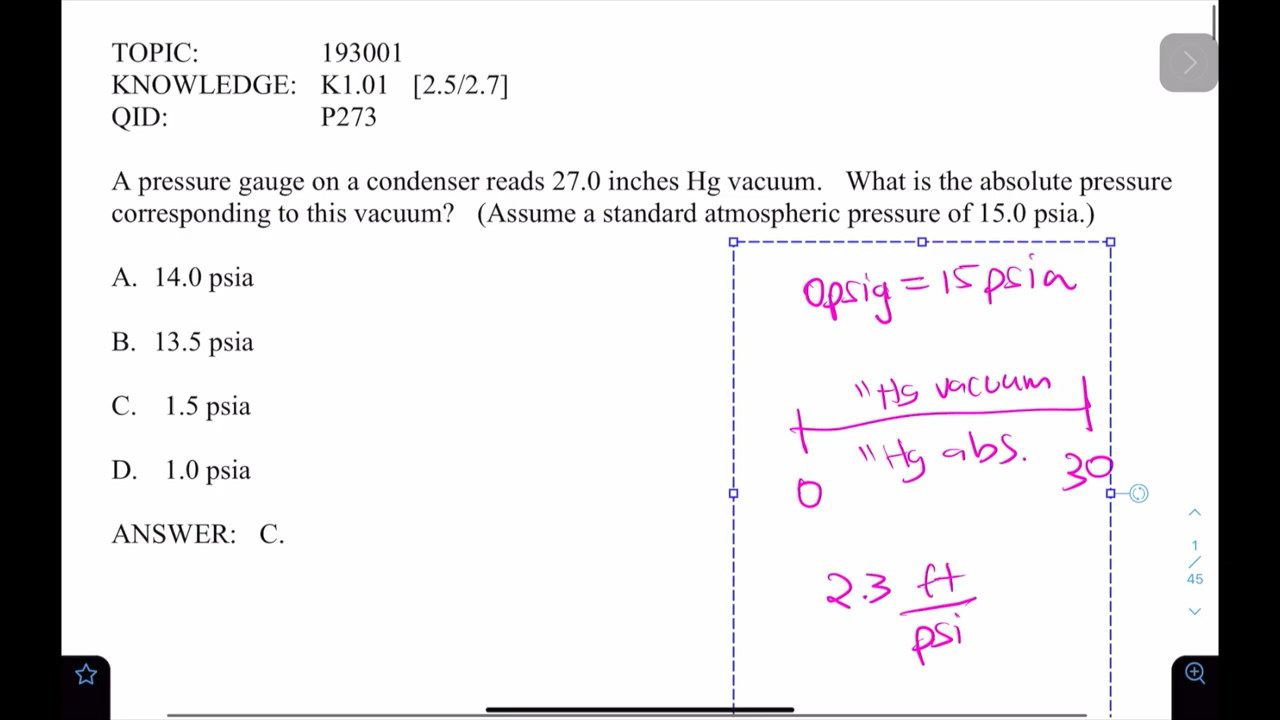 TOPIC: 193001
KNOWLEDGE: K1.01 [2.5/2.7]
QID: P273
A pressure gauge on a condenser reads 27.0 inches Hg vacuum. What is the absolute pressure
corresponding to this vacuum? (Assume a standard atmospheric pressure of 15.0 psia.)
A. 14.0 psia
B. 13.5 psia
C. 1.5 psia
D. 1.0 psia
ANSWER: C.
0psig = 15 psia
"Hg vacuum
"Hg abs.
0 30
2.3 ft
psi
1
/
45